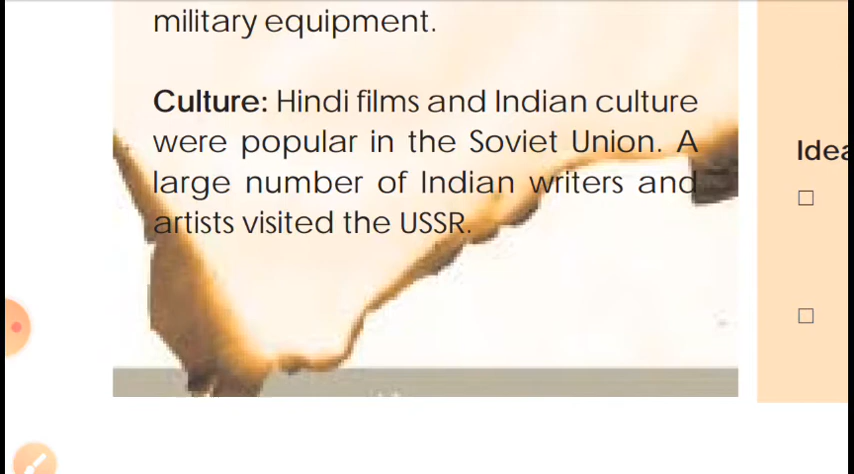 military equipment.
Culture: Hindi films and Indian culture
were popular in the Soviet Union. A
large number of Indian writers and
artists visited the USSR.